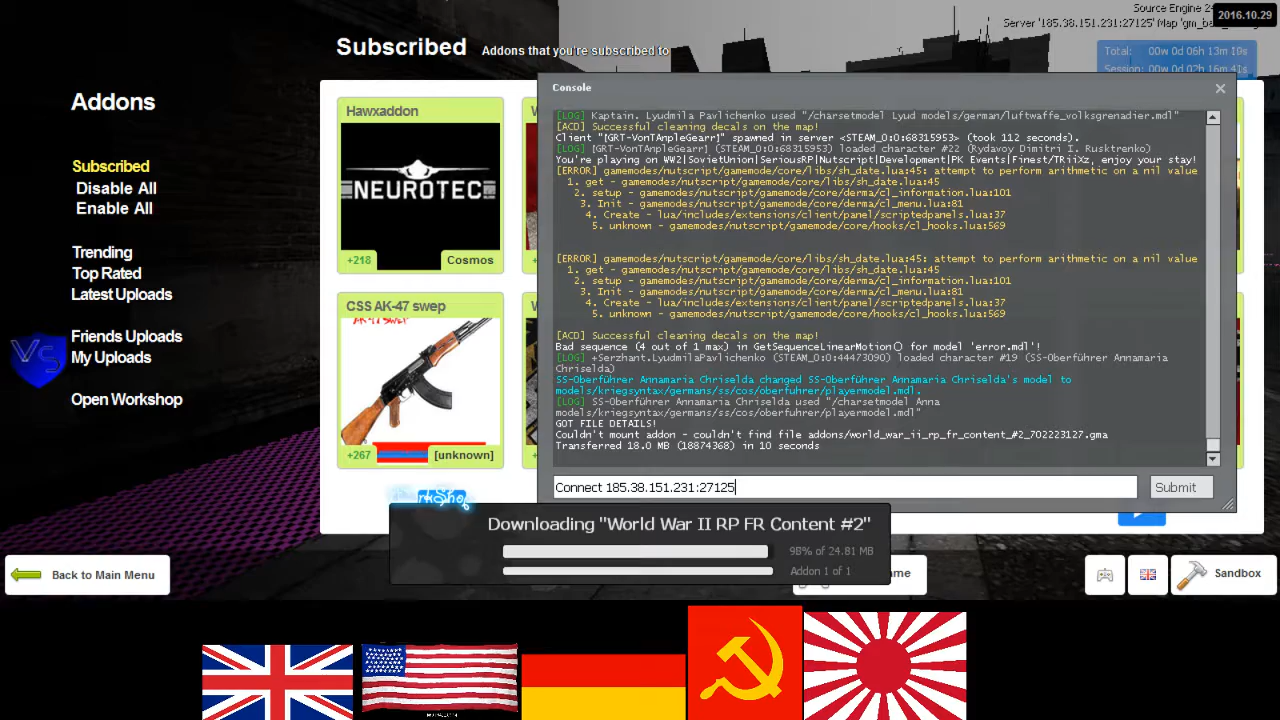 Source Engine 2
2016.10.29
Server '185.38.151.231:27125' Map 'gm_ba
Subscribed
Addons that you're subscribed to
Total: 00w 0d 06h 13m 19s
Session: 00w 0d 02h 16m 41s
Addons
Subscribed
Disable All
Enable All
Trending
Top Rated
Latest Uploads
Friends Uploads
My Uploads
Open Workshop
VS
Hawxaddon
NEUROTEC
+218
Cosmos
CSS AK-47 swep
AK-47 SWEP
+267
[unknown]
Console
[LOG] Kaptain. Lyudmila Pavlichenko used "/charsetmodel Lyud models/german/luftwaffe_volksgrenadier.mdl"
[ACD] Successful cleaning decals on the map!
Client "[GRT-VonTAnpleGearr]" spawned in server <STEAM_0:0:68315953> (took 112 seconds).
[LOG] [GRT-VonTAnpleGearr] (STEAM_0:0:68315953) loaded character #22 (Rydavoy Dimitri I. Rusktrenko)
You're playing on WW2|SovietUnion|SeriousRP|Nutscript|Development|PK Events|Finest/TRiiXz, enjoy your stay!
[ERROR] gamemodes/nutscript/gamemode/core/libs/sh_date.lua:45: attempt to perform arithmetic on a nil value
1. get - gamemodes/nutscript/gamemode/core/libs/sh_date.lua:45
2. setup - gamemodes/nutscript/gamemode/core/derma/cl_information.lua:101
3. Init - gamemodes/nutscript/gamemode/core/derma/cl_menu.lua:81
4. Create - lua/includes/extensions/client/panel/scriptedpanels.lua:37
5. unknown - gamemodes/nutscript/gamemode/core/hooks/cl_hooks.lua:569
[ERROR] gamemodes/nutscript/gamemode/core/libs/sh_date.lua:45: attempt to perform arithmetic on a nil value
1. get - gamemodes/nutscript/gamemode/core/libs/sh_date.lua:45
2. setup - gamemodes/nutscript/gamemode/core/derma/cl_information.lua:101
3. Init - gamemodes/nutscript/gamemode/core/derma/cl_menu.lua:81
4. Create - lua/includes/extensions/client/panel/scriptedpanels.lua:37
5. unknown - gamemodes/nutscript/gamemode/core/hooks/cl_hooks.lua:569
[ACD] Successful cleaning decals on the map!
Bad sequence (4 out of 1 max) in GetSequenceLinearMotion() for model 'error.mdl'!
[LOG] +Serzhant.LyudmilaPavlichenko (STEAM_0:0:44473090) loaded character #19 (SS-Oberführer Annamaria
Chriselda)
SS-Oberführer Annamaria Chriselda changed SS-Oberführer Annamaria Chriselda's model to
models/kriegsyntax/germans/ss/cos/oberfuhrer/playermodel.mdl.
[LOG] SS-Oberführer Annamaria Chriselda used "/charsetmodel Anna
models/kriegsyntax/germans/ss/cos/oberfuhrer/playermodel.mdl"
GOT FILE DETAILS!
Couldn't mount addon - couldn't find file addons/world_war_ii_rp_fr_content_#2_702223127.gma
Transferred 18.0 MB (18874368) in 10 seconds
Connect 185.38.151.231:27125
Submit
Downloading "World War II RP FR Content #2"
98% of 24.81 MB
Addon 1 of 1
Back to Main Menu
ame
Sandbox